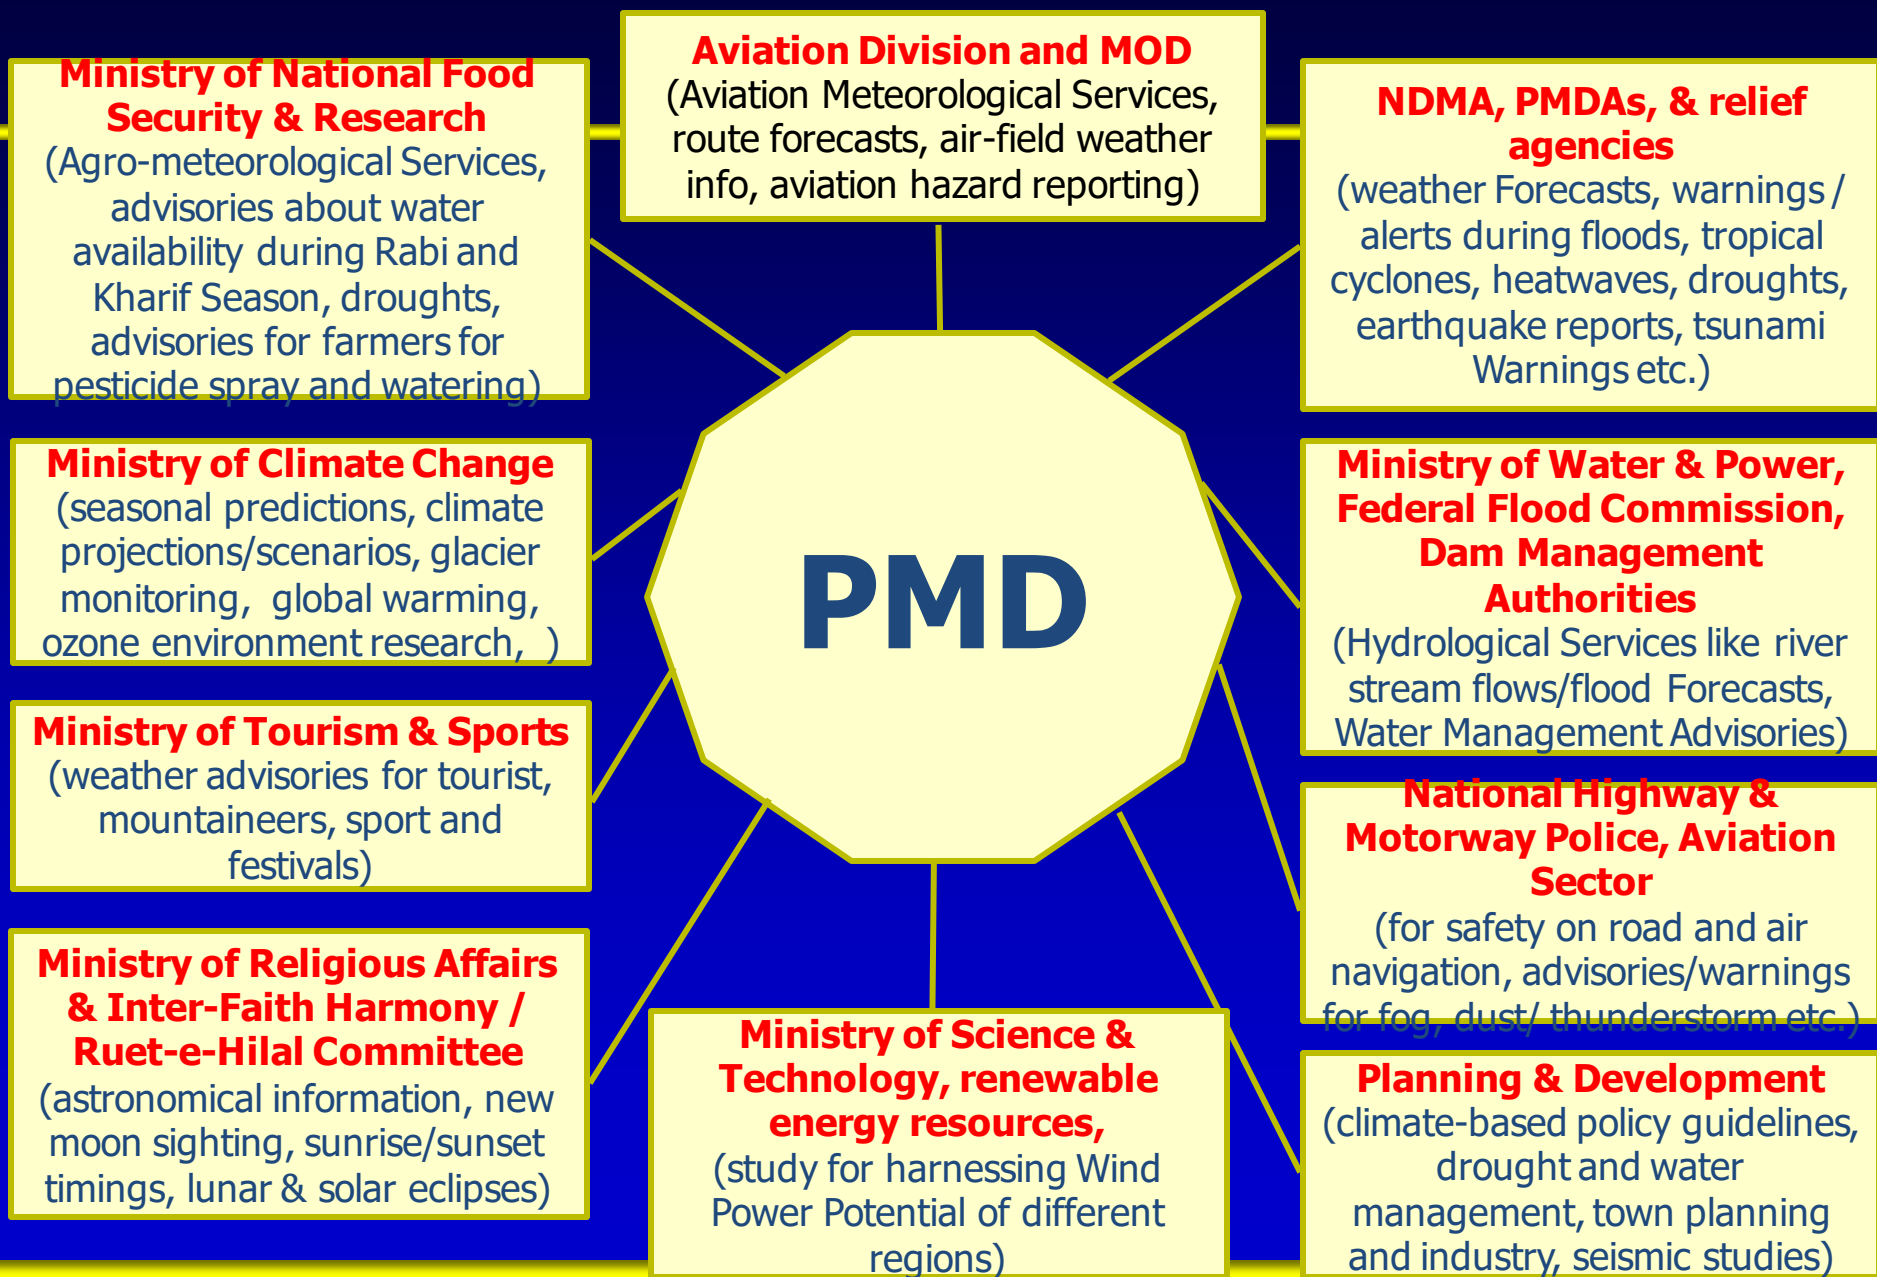 Aviation Division and MOD
(Aviation Meteorological Services,
route forecasts, air-field weather
info, aviation hazard reporting)
Ministry of National Food
Security & Research
(Agro-meteorological Services,
advisories about water
availability during Rabi and
Kharif Season, droughts,
advisories for farmers for
pesticide spray and watering)
NDMA, PMDAs, & relief
agencies
(weather Forecasts, warnings /
alerts during floods, tropical
cyclones, heatwaves, droughts,
earthquake reports, tsunami
Warnings etc.)
Ministry of Climate Change
(seasonal predictions, climate
projections/scenarios, glacier
monitoring, global warming,
ozone environment research, )
PMD
Ministry of Water & Power,
Federal Flood Commission,
Dam Management
Authorities
(Hydrological Services like river
stream flows/flood Forecasts,
Water Management Advisories)
Ministry of Tourism & Sports
(weather advisories for tourist,
mountaineers, sport and
festivals)
National Highway &
Motorway Police, Aviation
Sector
(for safety on road and air
navigation, advisories/warnings
for fog, dust/ thunderstorm etc.)
Ministry of Religious Affairs
& Inter-Faith Harmony /
Ruet-e-Hilal Committee
(astronomical information, new
moon sighting, sunrise/sunset
timings, lunar & solar eclipses)
Ministry of Science &
Technology, renewable
energy resources,
(study for harnessing Wind
Power Potential of different
regions)
Planning & Development
(climate-based policy guidelines,
drought and water
management, town planning
and industry, seismic studies)